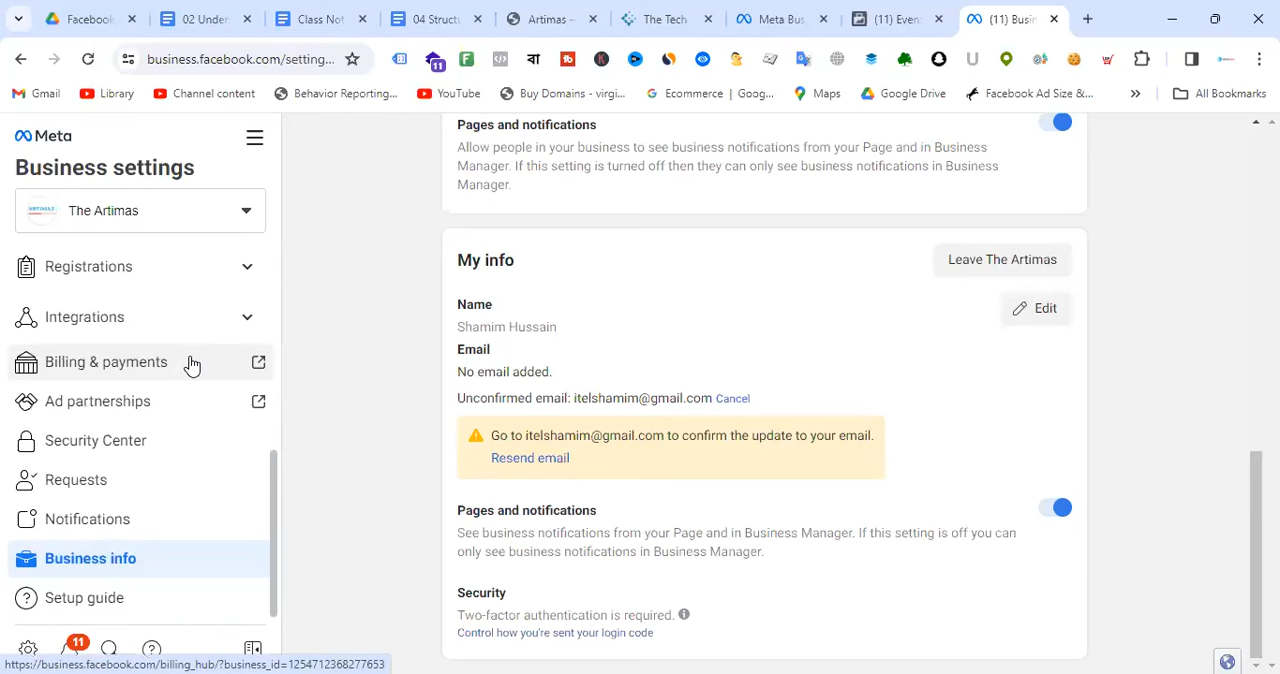 Facebook
02 Under
Class Not
04 Struct
Artimas –
The Tech
Meta Bus
(11) Even
(11) Busin
business.facebook.com/setting...
11
Gmail
Library
Channel content
Behavior Reporting...
YouTube
Buy Domains - virgi...
Ecommerce | Goog...
Maps
Google Drive
Facebook Ad Size &...
All Bookmarks
Meta
Business settings
ARTIMAS
The Artimas
Registrations
Integrations
Billing & payments
Ad partnerships
Security Center
Requests
Notifications
Business info
Setup guide
11
https://business.facebook.com/billing_hub/?business_id=1254712368277653
Pages and notifications
Allow people in your business to see business notifications from your Page and in Business
Manager. If this setting is turned off then they can only see business notifications in Business
Manager.
My info
Leave The Artimas
Name
Edit
Shamim Hussain
Email
No email added.
Unconfirmed email: itelshamim@gmail.com Cancel
Go to itelshamim@gmail.com to confirm the update to your email.
Resend email
Pages and notifications
See business notifications from your Page and in Business Manager. If this setting is off you can
only see business notifications in Business Manager.
Security
Two-factor authentication is required.
Control how you're sent your login code